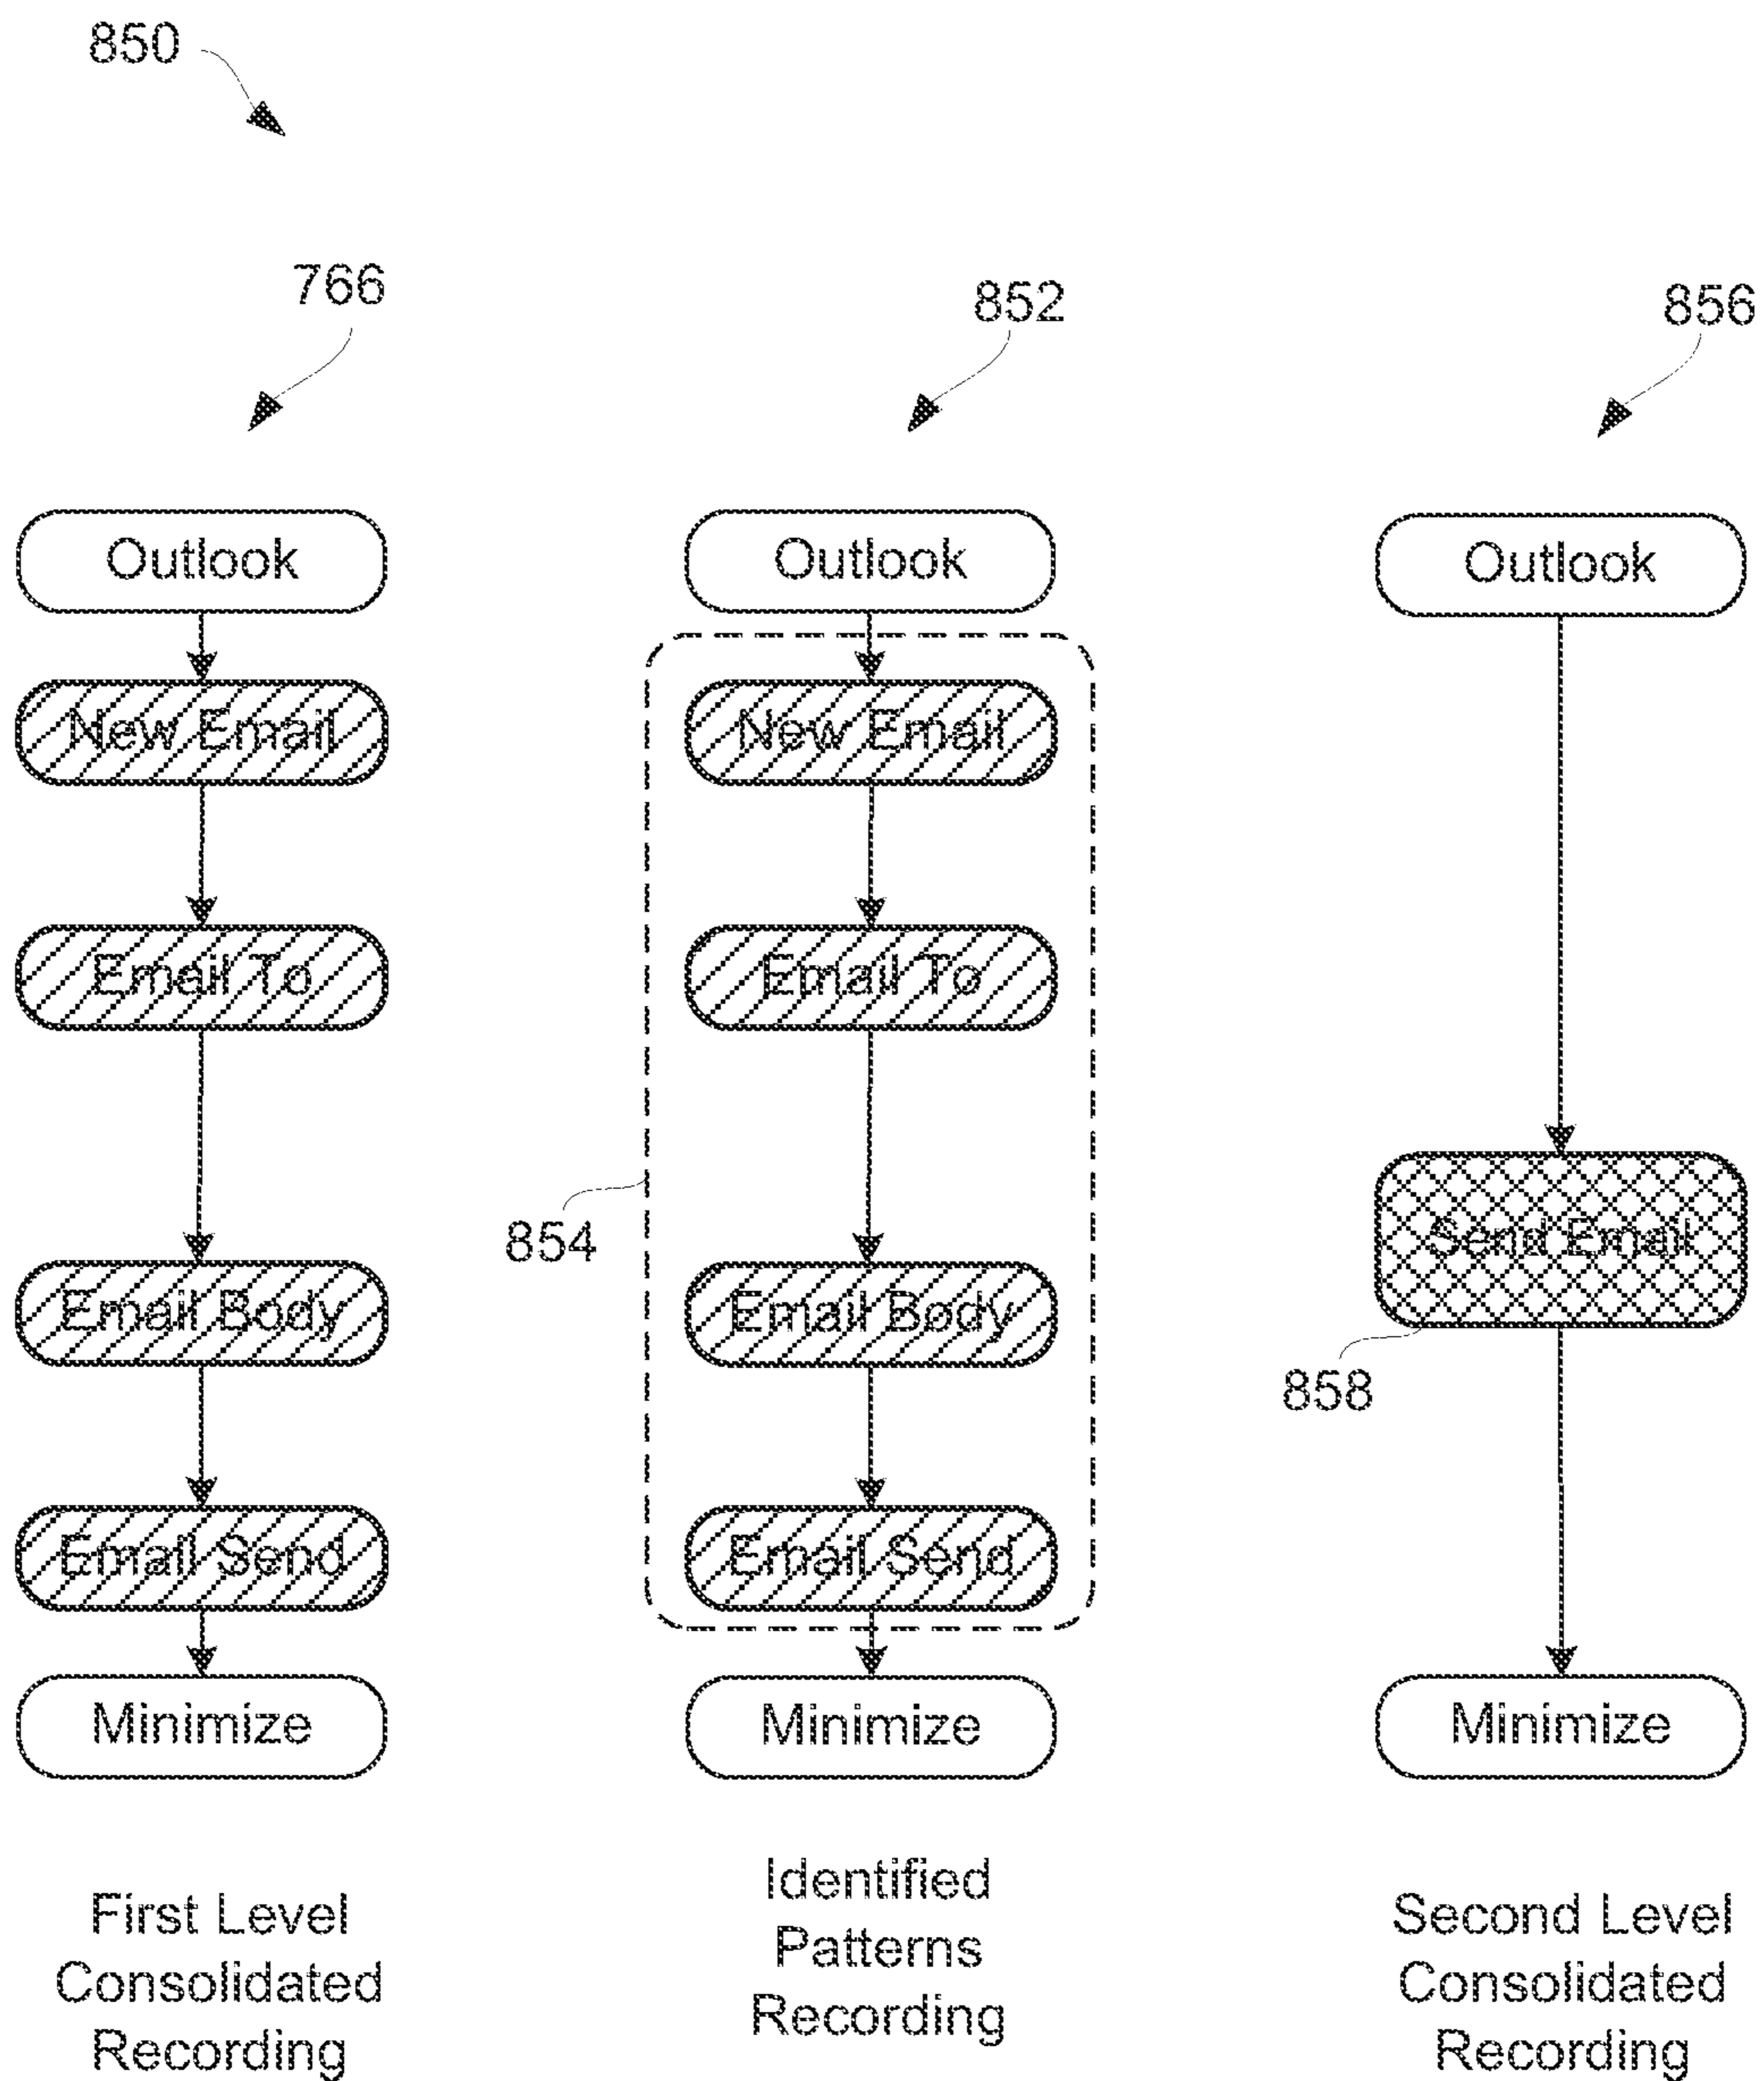 850
766
852
856
Outlook
Outlook
Outlook
New Email
New Email
Email To
Email To
854
Send Email
Email Body
Email Body
858
Email Send
Email Send
Minimize
Minimize
Minimize
First Level
Consolidated
Recording
Identified
Patterns
Recording
Second Level
Consolidated
Recording